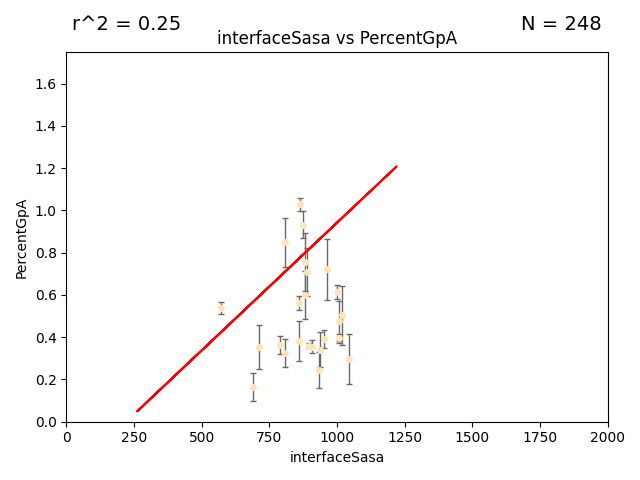 r^2 = 0.25
N = 248
interfaceSasa vs PercentGpA
PercentGpA
1.6
1.4
1.2
1.0
0.8
0.6
0.4
0.2
0.0
0 250 500 750 1000 1250 1500 1750 2000
interfaceSasa